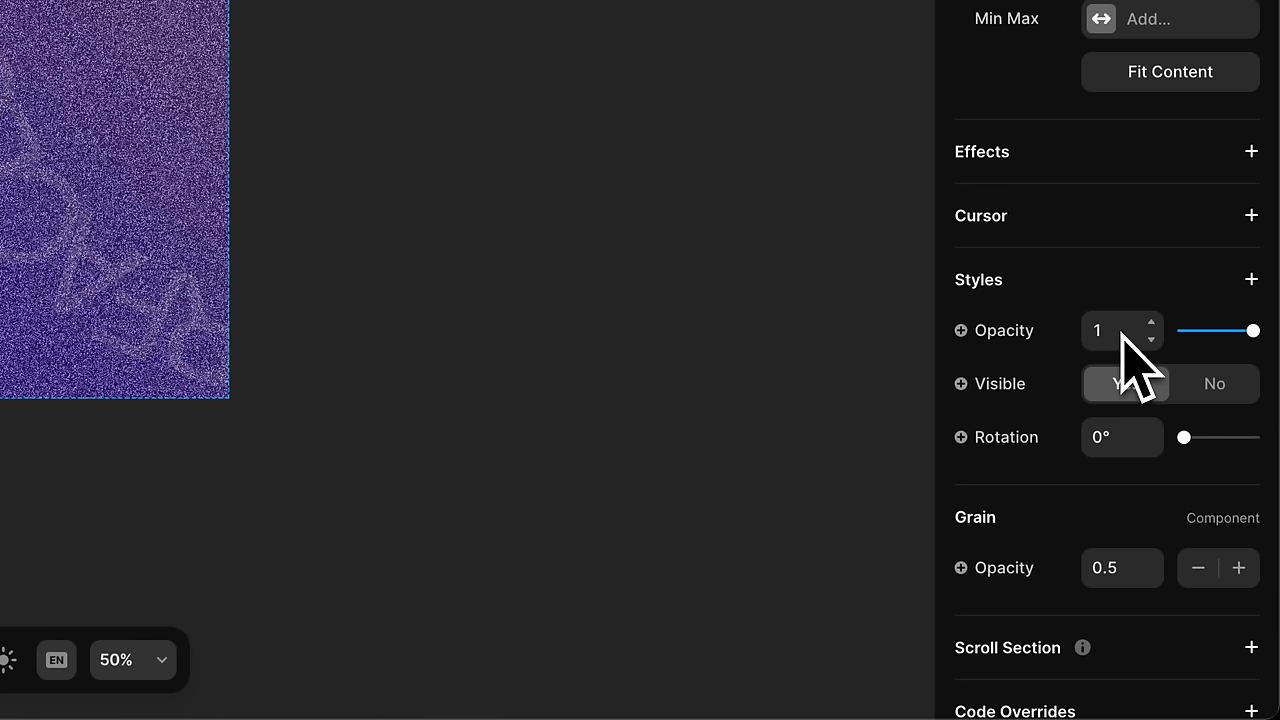 Min Max Add...
Fit Content
Effects
Cursor
Styles
Opacity 1
Visible No
Rotation 0°
Grain Component
Opacity 0.5
Scroll Section
Code Overrides
EN 50%